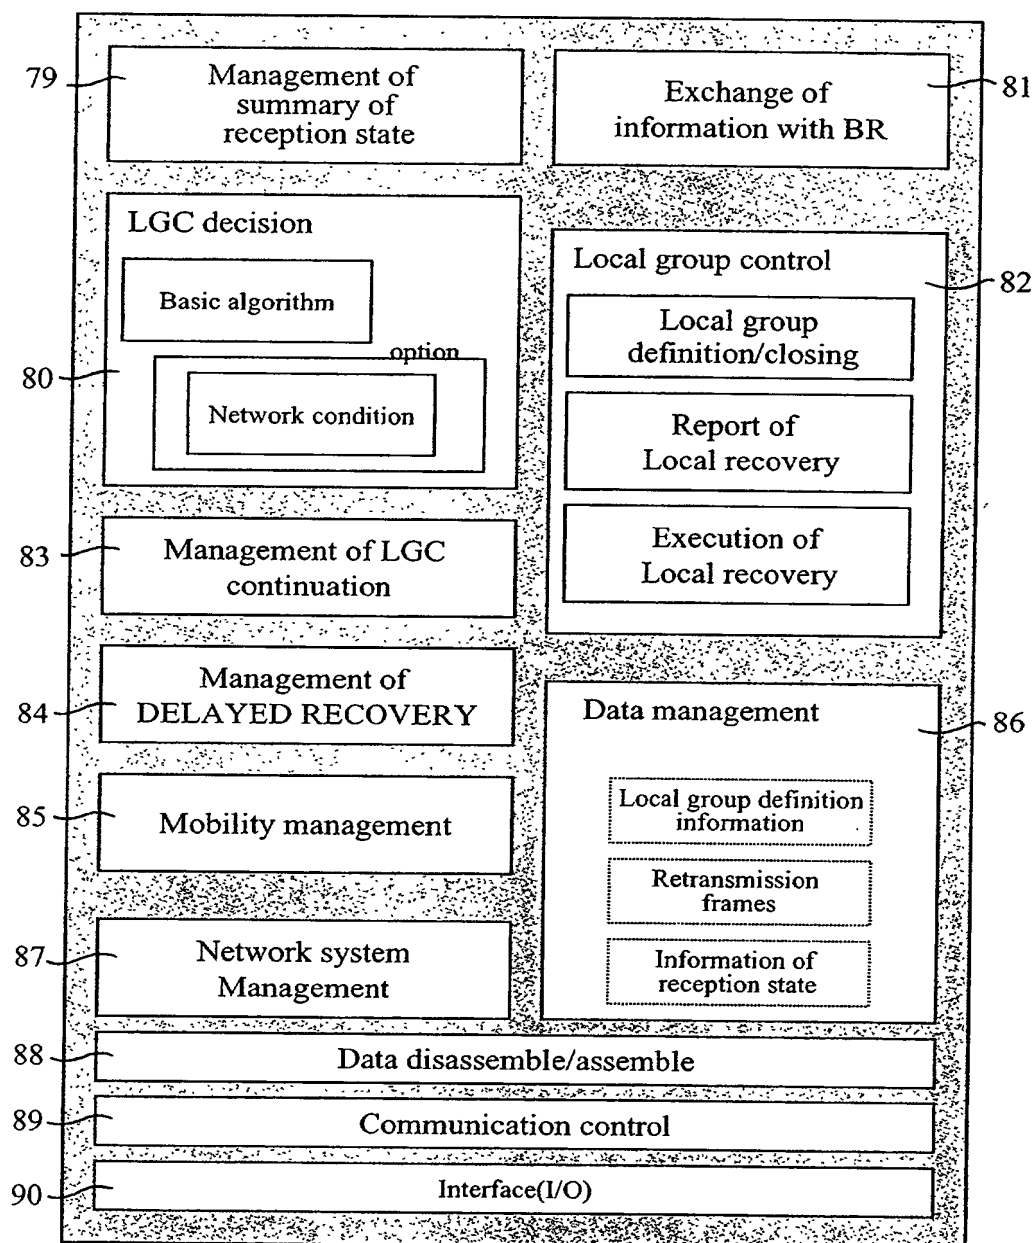 79
Management of
summary of
reception state
81
Exchange of
information with BR
LGC decision
Basic algorithm
option
80
Network condition
Local group control
82
Local group
definition/closing
Report of
Local recovery
Execution of
Local recovery
83
Management of LGC
continuation
84
Management of
DELAYED RECOVERY
85
Mobility management
Data management
86
Local group definition
information
Retransmission
frames
Information of
reception state
87
Network system
Management
88
Data disassemble/assemble
89
Communication control
90
Interface(I/O)